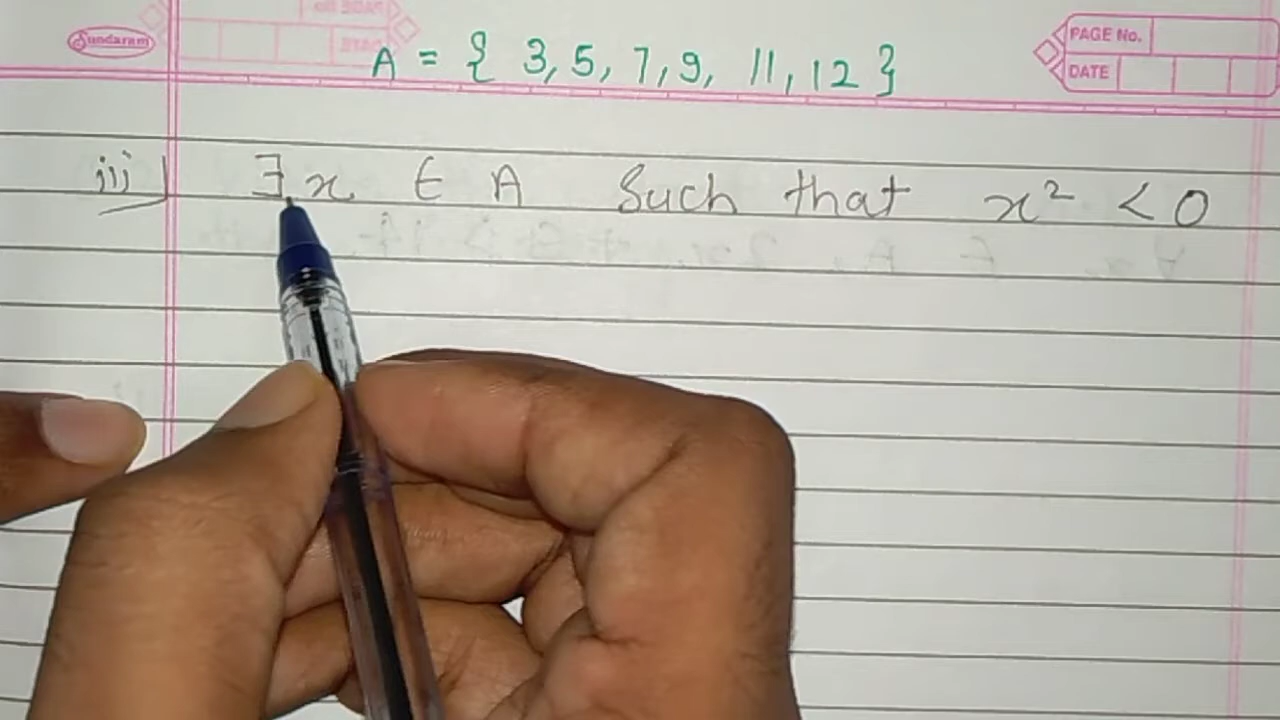 Sundaram
PAGE No.
DATE
A = { 3, 5, 7, 9, 11, 12 }
iii) ∃x ∈ A Such that x² < 0